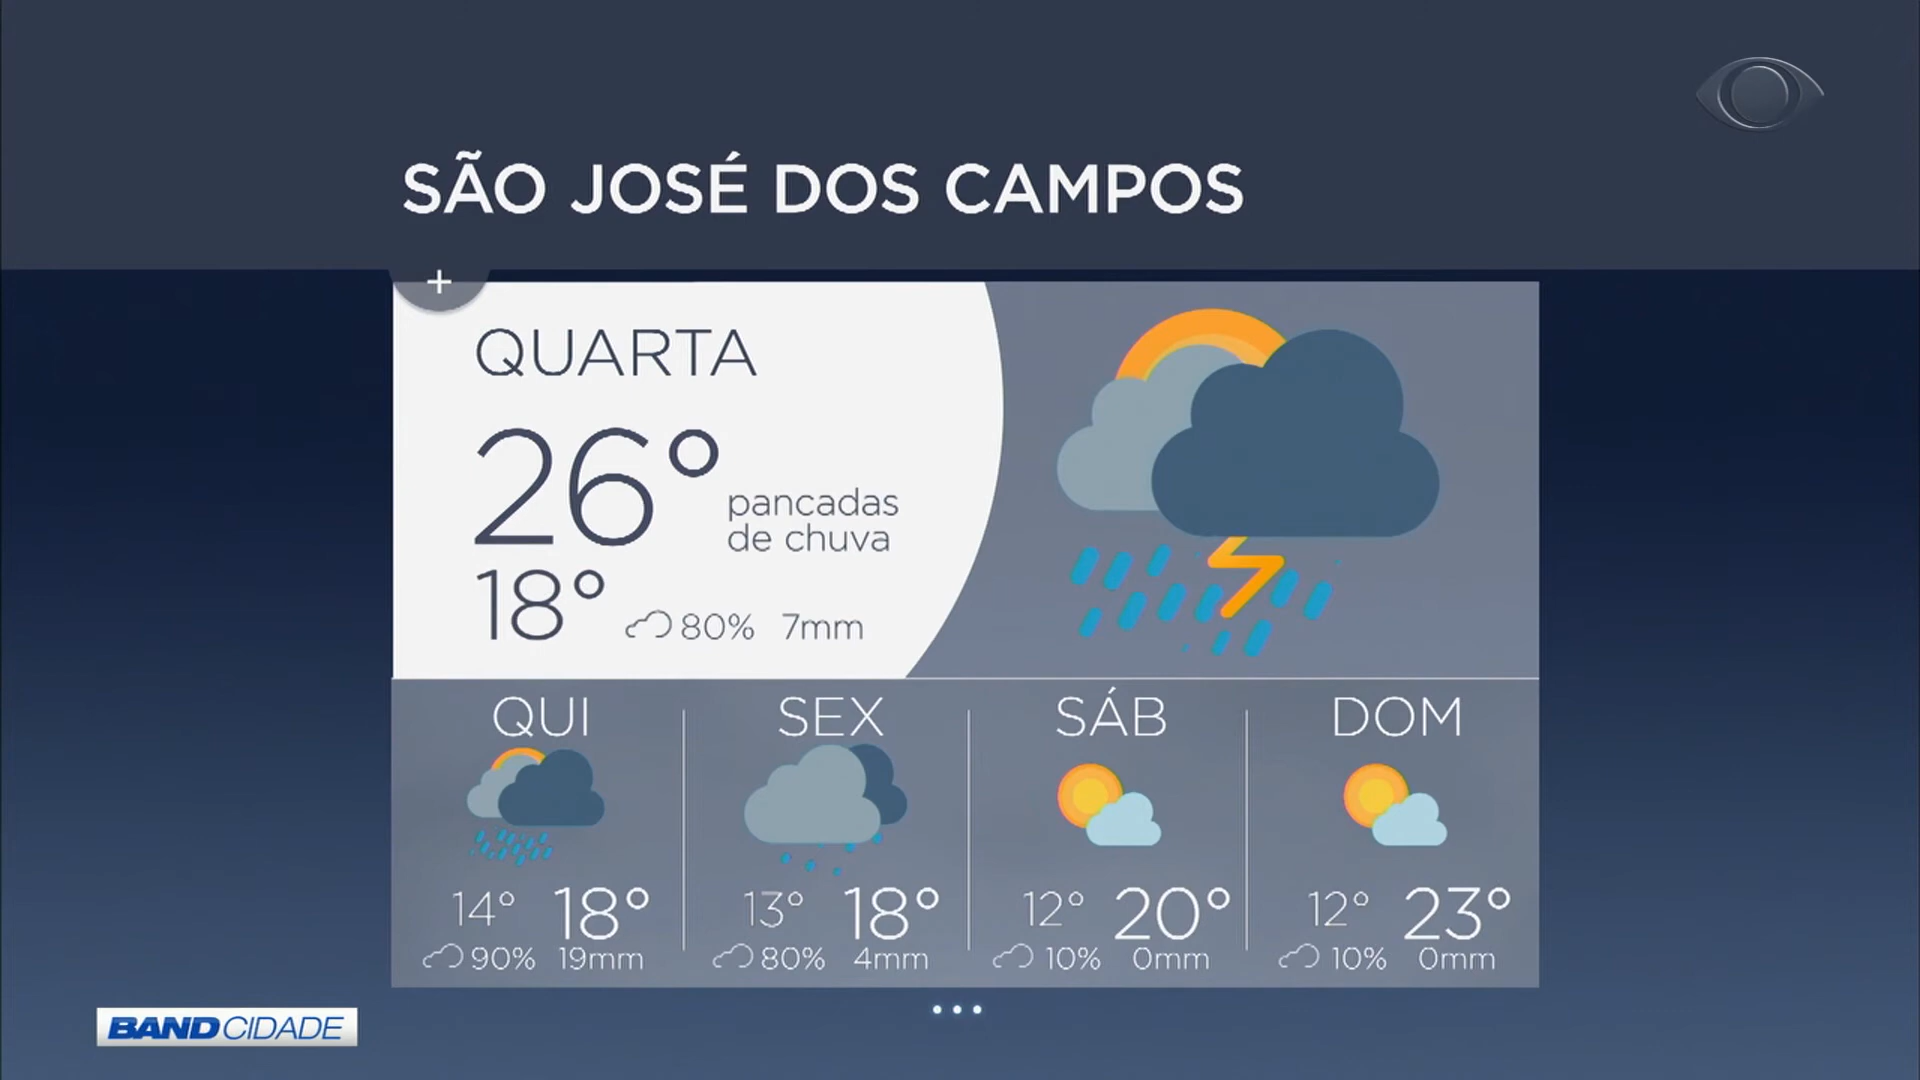 SÃO JOSÉ DOS CAMPOS
+
QUARTA
26°
pancadas
de chuva
18°
80% 7mm
QUI
14° 18°
90% 19mm
SEX
13° 18°
80% 4mm
SÁB
12° 20°
10% 0mm
DOM
12° 23°
10% 0mm
BAND CIDADE